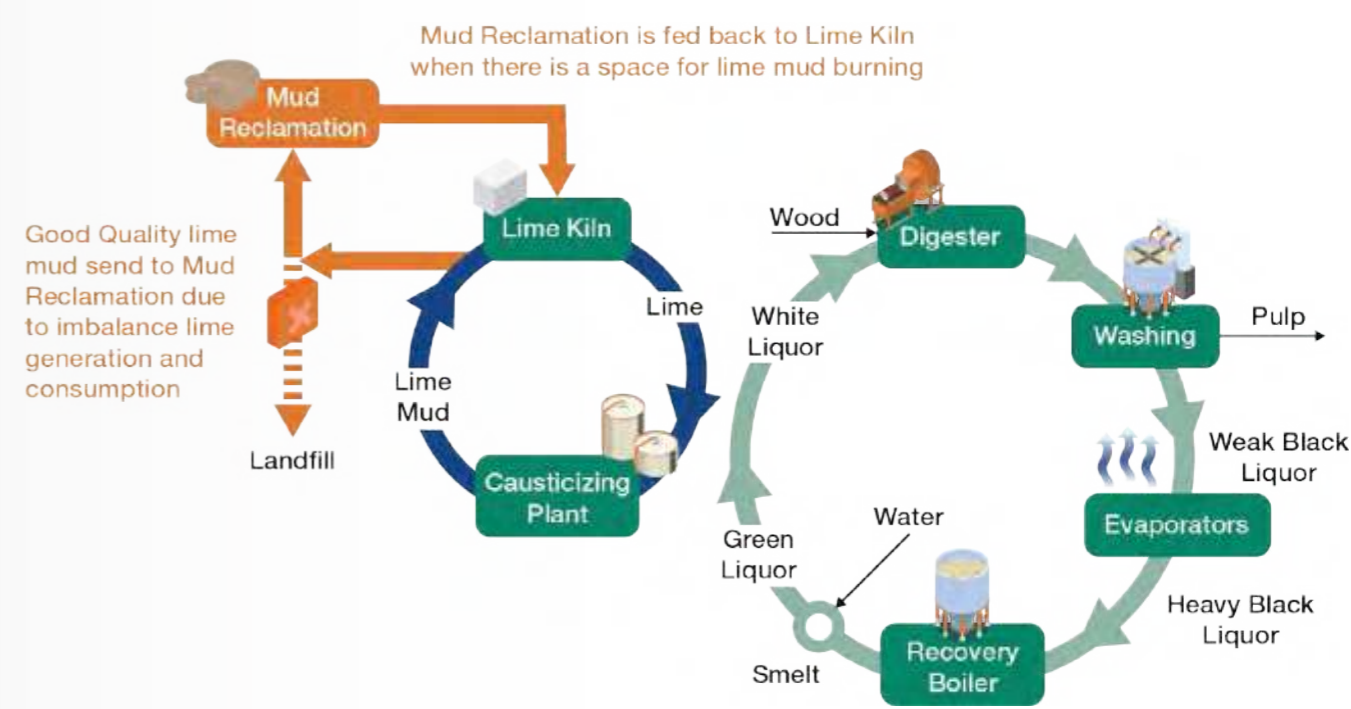 Mud Reclamation is fed back to Lime Kiln
when there is a space for lime mud burning
Mud
Reclamation
Good Quality lime
mud send to Mud
Reclamation due
to imbalance lime
generation and
consumption
Landfill
Lime Kiln
Lime
Lime
Mud
Causticizing
Plant
Wood
Digester
White
Liquor
Washing
Pulp
Weak Black
Liquor
Evaporators
Heavy Black
Liquor
Water
Green
Liquor
Recovery
Boiler
Smelt